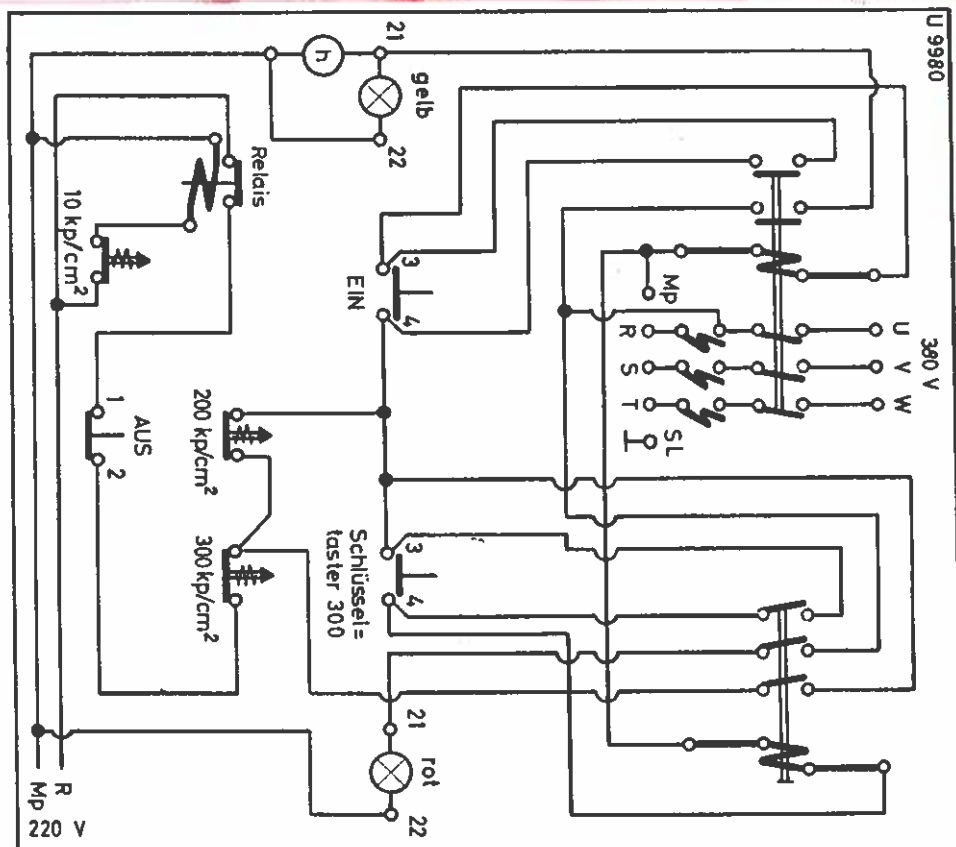 U 9980
21
h
gelb
22
Relais
10 kp/cm²
3
EIN
4
Mp
R
S
T
SL
380 V
U
V
W
1
AUS
2
200 kp/cm²
300 kp/cm²
3
Schlüssel=
taster 300
4
21
rot
22
R
Mp
220 V